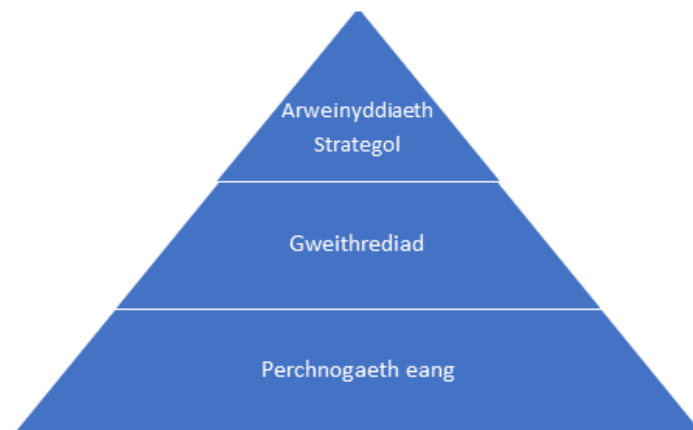 Arweinyddiaeth
Strategol
Gweithrediad
Perchnogaeth eang